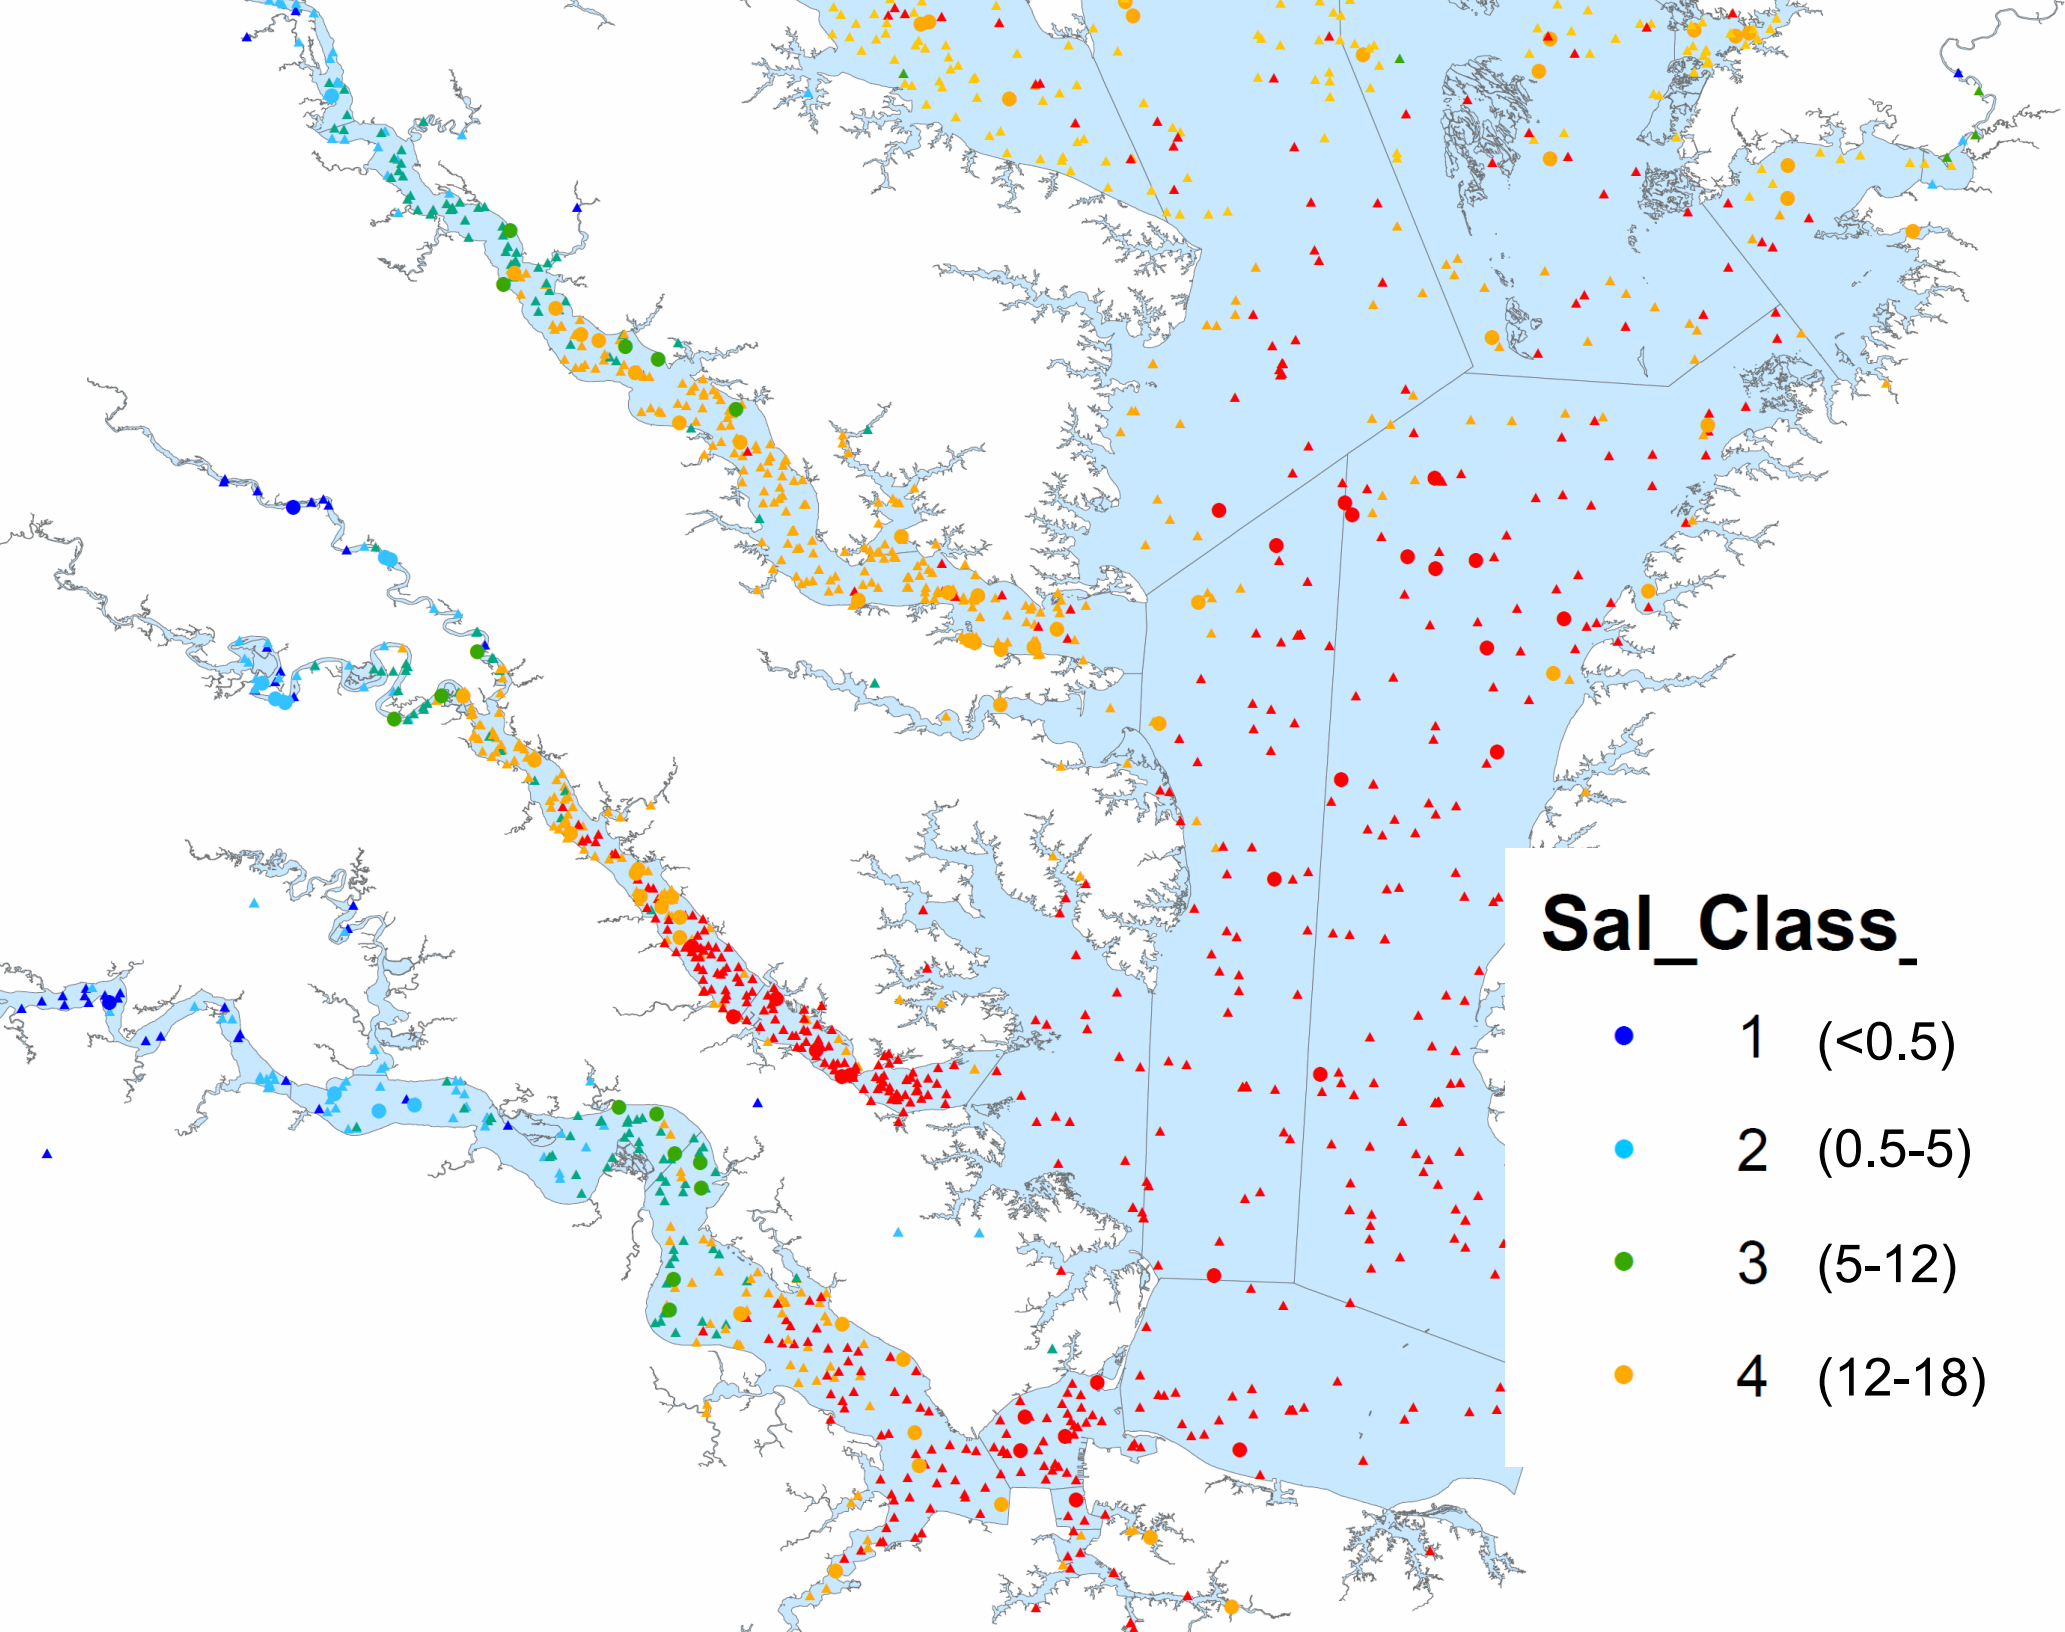 Sal_Class_
1 (<0.5)
2 (0.5-5)
3 (5-12)
4 (12-18)